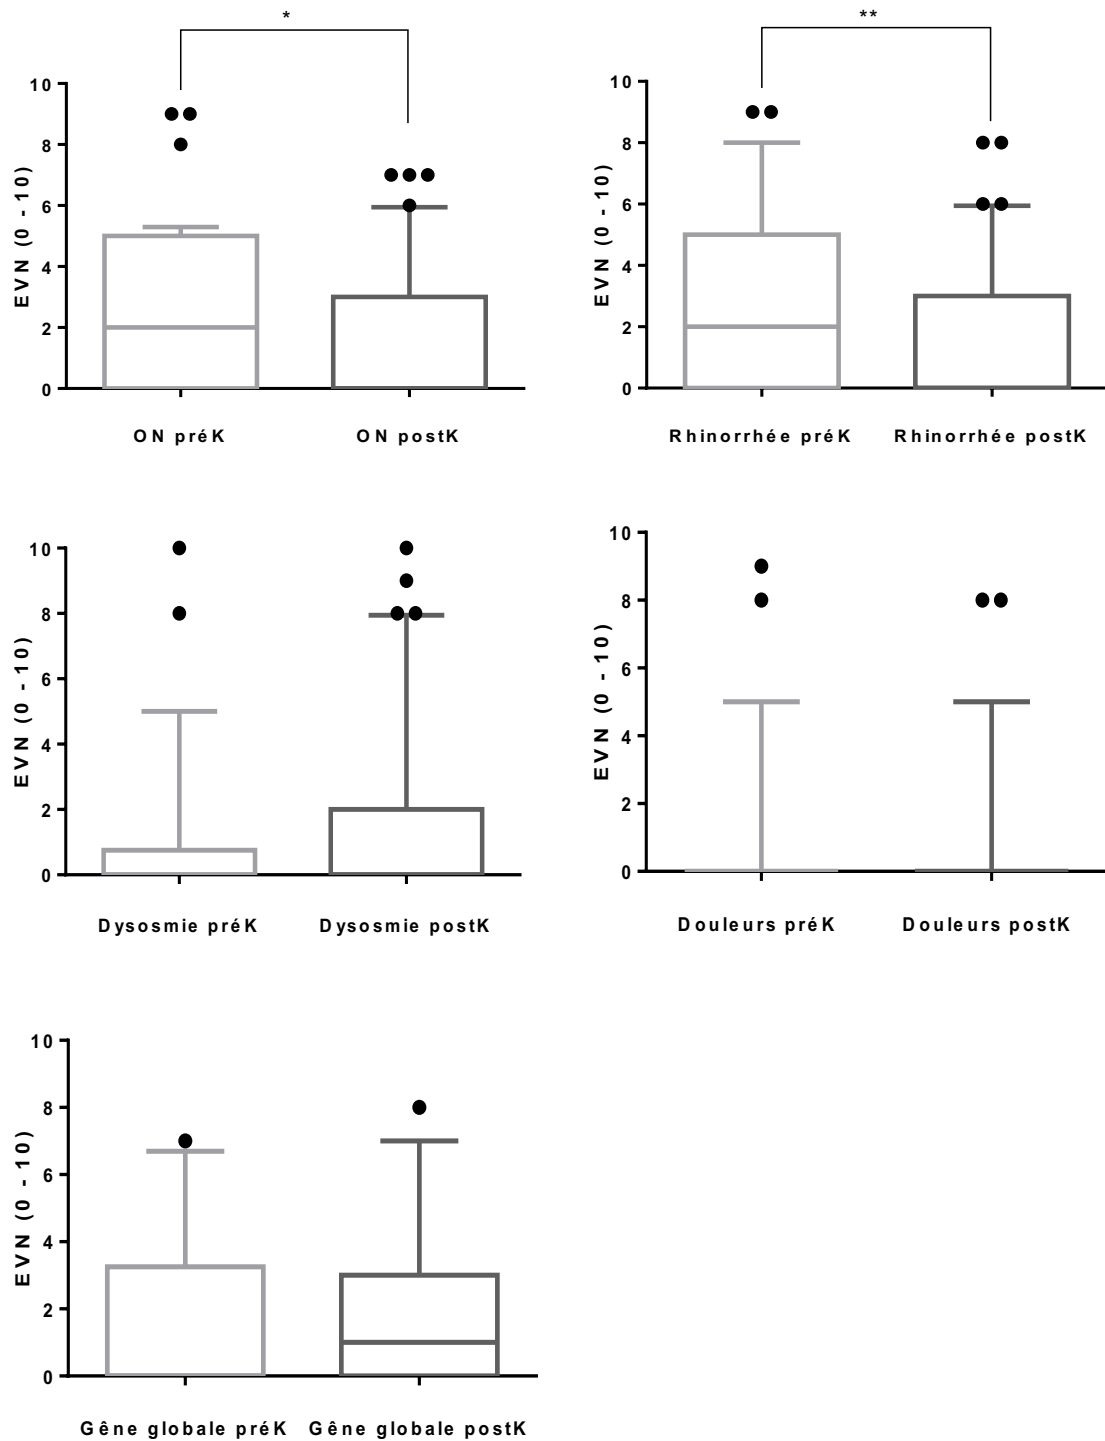 *
EVN (0 - 10)
10
8
6
4
2
0
ON préK
ON postK
**
EVN (0 - 10)
10
8
6
4
2
0
Rhinorrhée préK
Rhinorrhée postK
EVN (0 - 10)
10
8
6
4
2
0
Dysosmie préK
Dysosmie postK
EVN (0 - 10)
10
8
6
4
2
0
Douleurs préK
Douleurs postK
EVN (0 - 10)
10
8
6
4
2
0
Gêne globale préK
Gêne globale postK